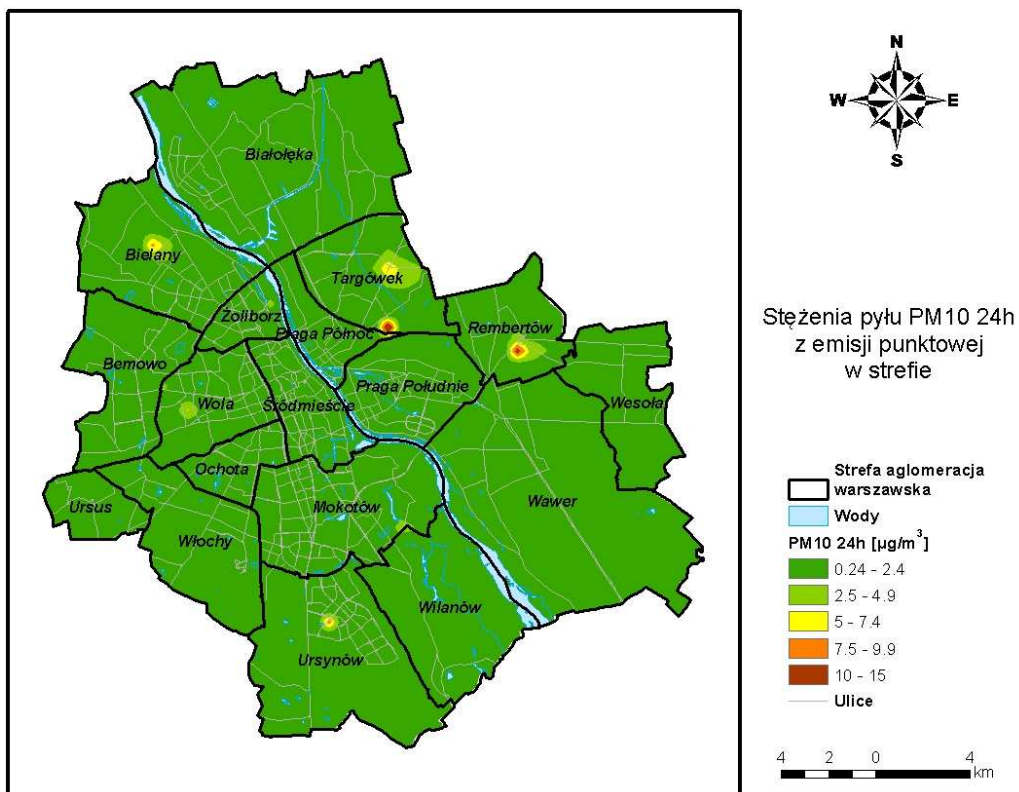 N
W
E
S
Białołęka
Bielany
Targówek
Żoliborz
Praga Północ
Rembertów
Bemowo
Praga Południe
Wola
Śródmieście
Wesoła
Ochota
Ursus
Mokotów
Wawer
Włochy
Wilanów
Ursynów
Stężenia pyłu PM10 24h
z emisji punktowej
w strefie
Strefa aglomeracja
warszawska
Wody
PM10 24h [µg/m³]
0.24 - 2.4
2.5 - 4.9
5 - 7.4
7.5 - 9.9
10 - 15
Ulice
4 2 0 4
km